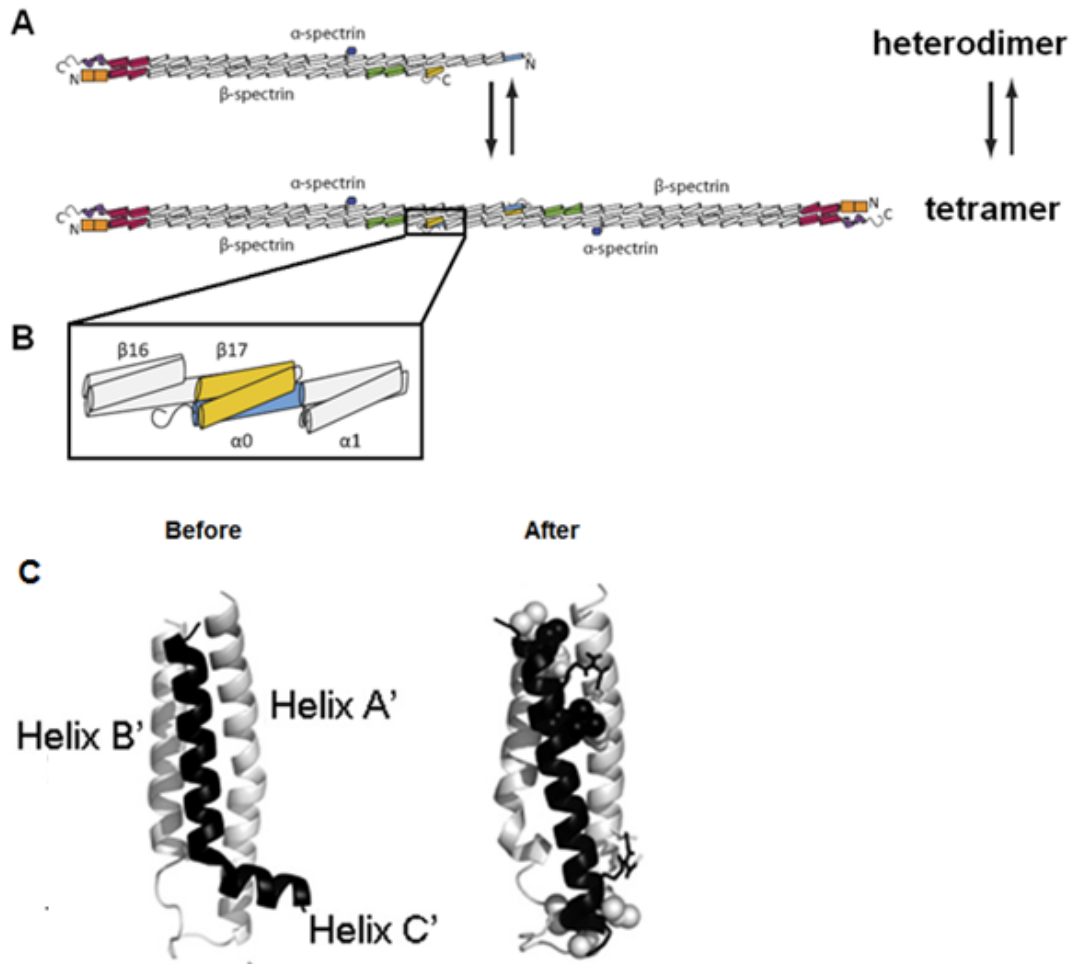 A
α-spectrin
heterodimer
C
N
N
C
β-spectrin
α-spectrin
β-spectrin
N
C
tetramer
C
N
β-spectrin
α-spectrin
B
β16
β17
α0
α1
Before
After
C
Helix A’
Helix B’
Helix C’